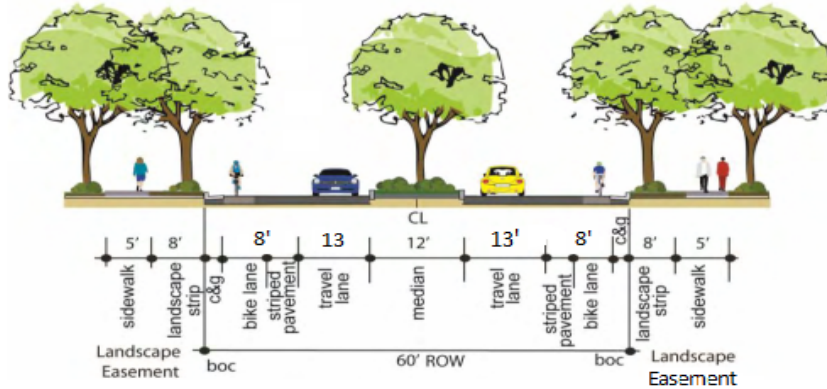 CL
5'
8'
8'
13
12'
13'
8'
c&g
8'
5'
sidewalk
landscape
strip
c&g
bike lane
striped
pavement
travel
lane
median
travel
lane
striped
pavement
bike lane
landscape
strip
sidewalk
Landscape
Easement
boc
60' ROW
boc
Landscape
Easement